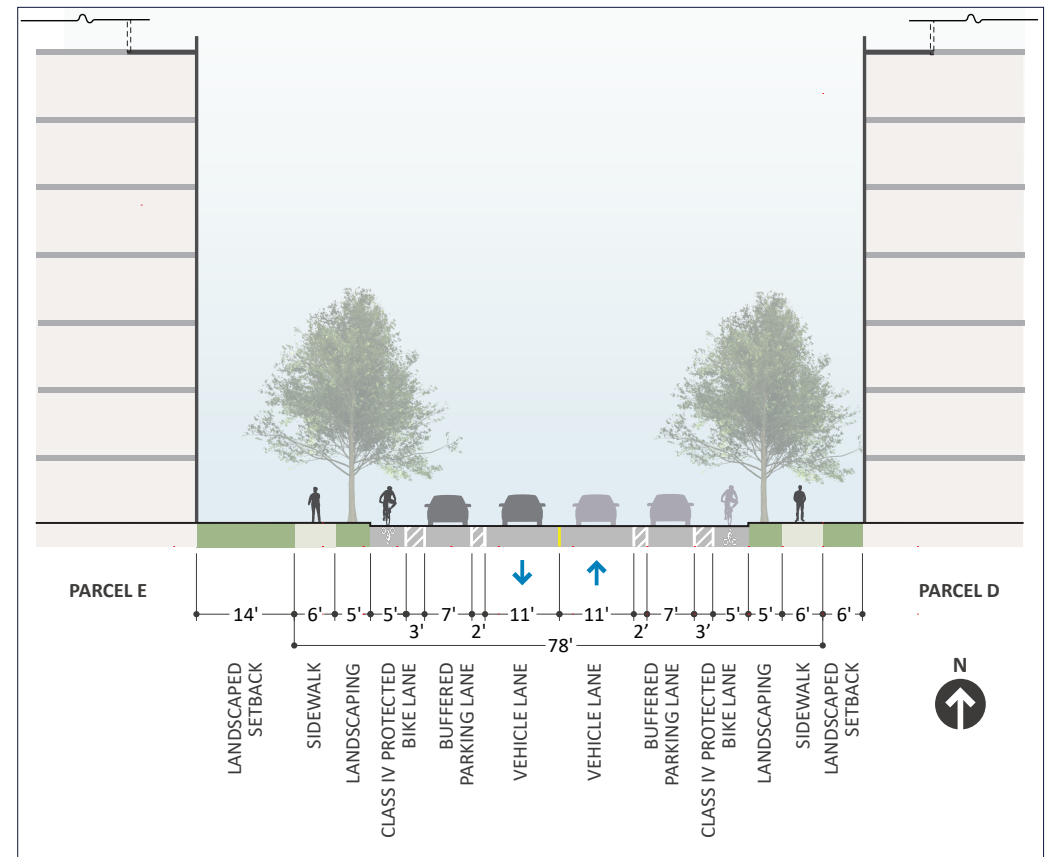 PARCEL E
PARCEL D
14' 6' 5' 5' 3' 7' 2' 11' 11' 2’ 7' 3’ 5' 5' 6' 6'
78'
LANDSCAPED
SETBACK
SIDEWALK
LANDSCAPING
CLASS IV PROTECTED
BIKE LANE
BUFFERED
PARKING LANE
VEHICLE LANE
VEHICLE LANE
BUFFERED
PARKING LANE
CLASS IV PROTECTED
BIKE LANE
LANDSCAPING
SIDEWALK
LANDSCAPED
SETBACK
N